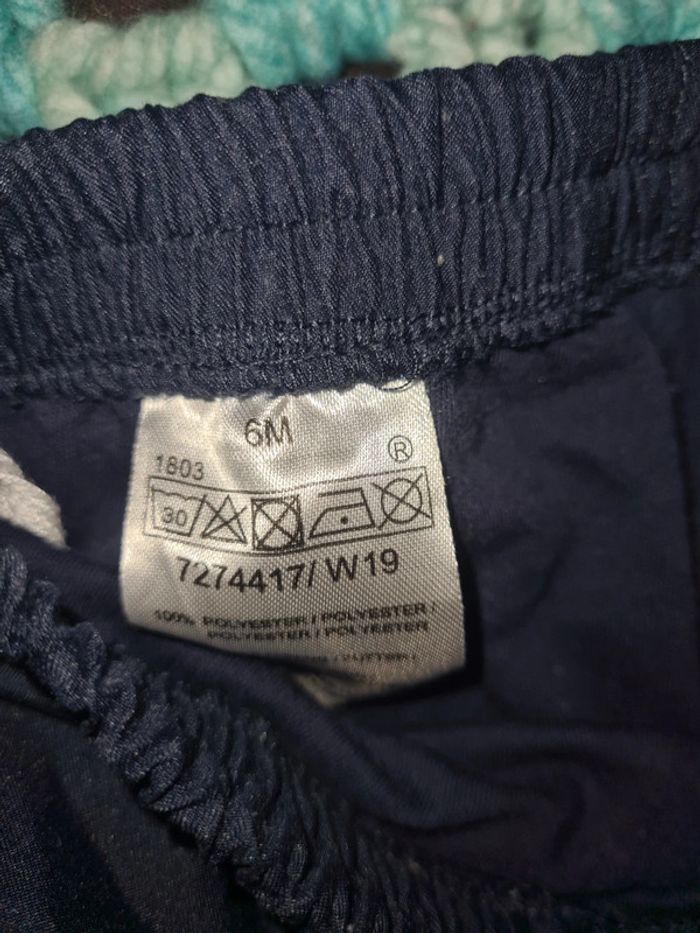 6M
1803
®
30
7274417/ W19
100% POLYESTER / POLYESTER /
POLYESTER / POLYESTER